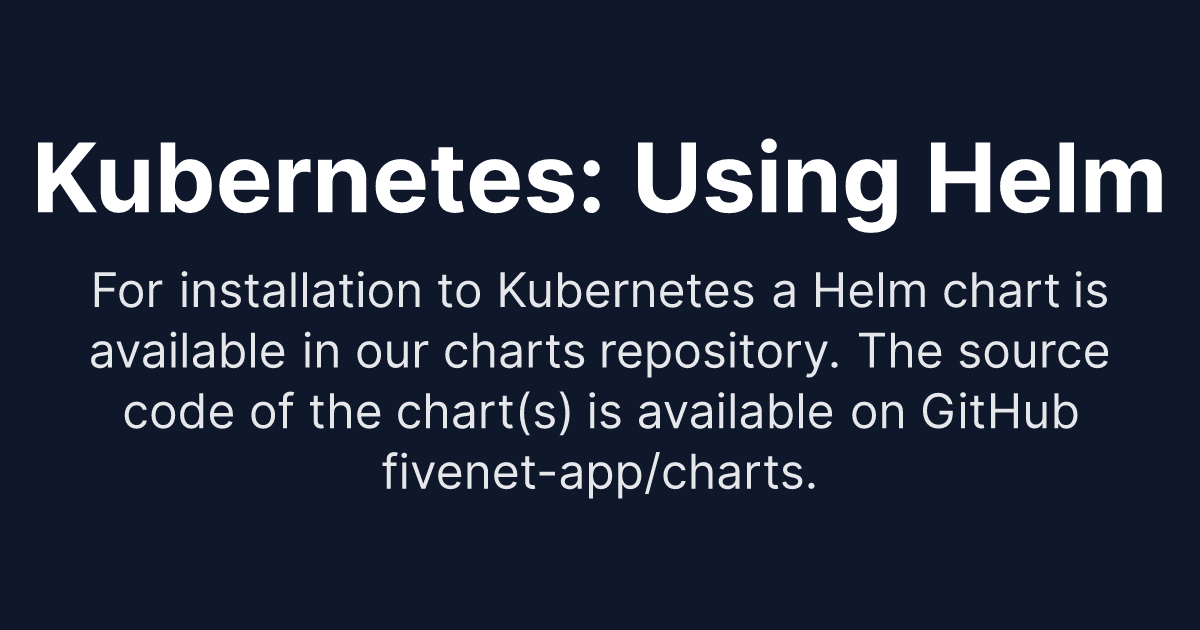 Kubernetes: Using Helm
For installation to Kubernetes a Helm chart is
available in our charts repository. The source
code of the chart(s) is available on GitHub
fivenet-app/charts.